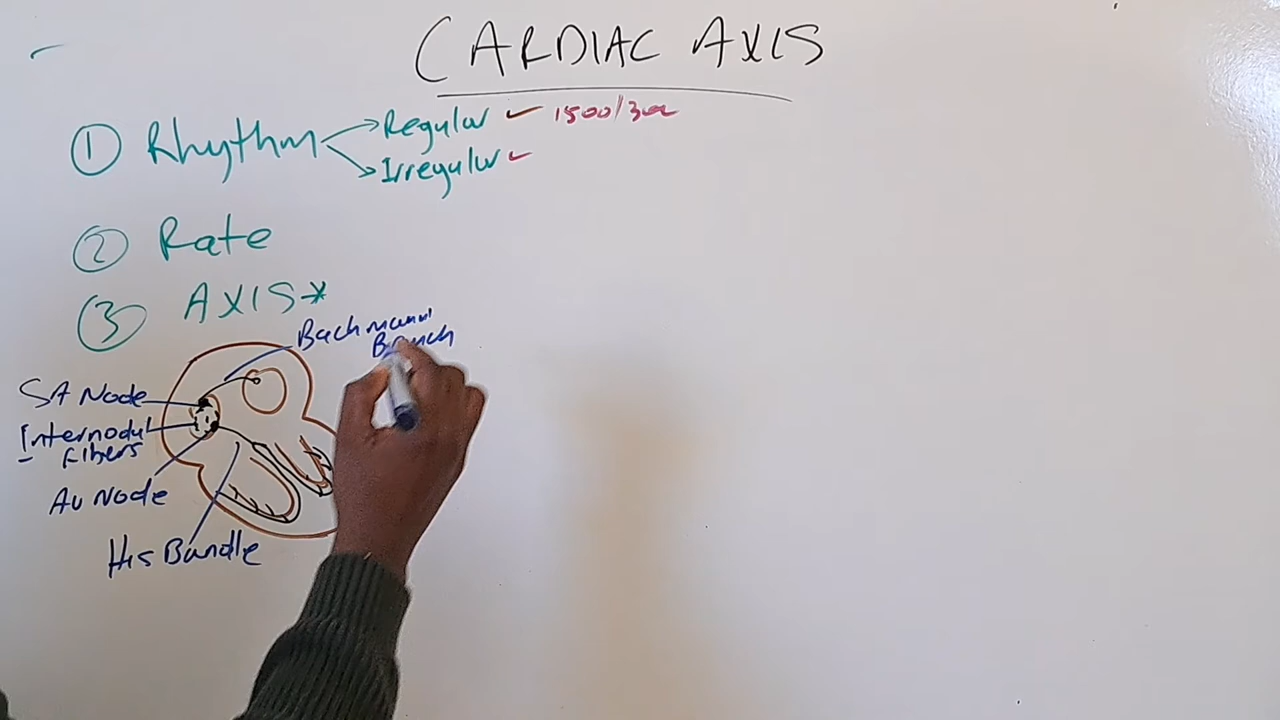 CARDIAC AXIS
① Rhythm → Regular ✓ 1500/300
→ Irregular ✓
② Rate
③ AXIS*
Bachmann
Branch
SA Node
Internodul
Fibers
AV Node
His Bundle